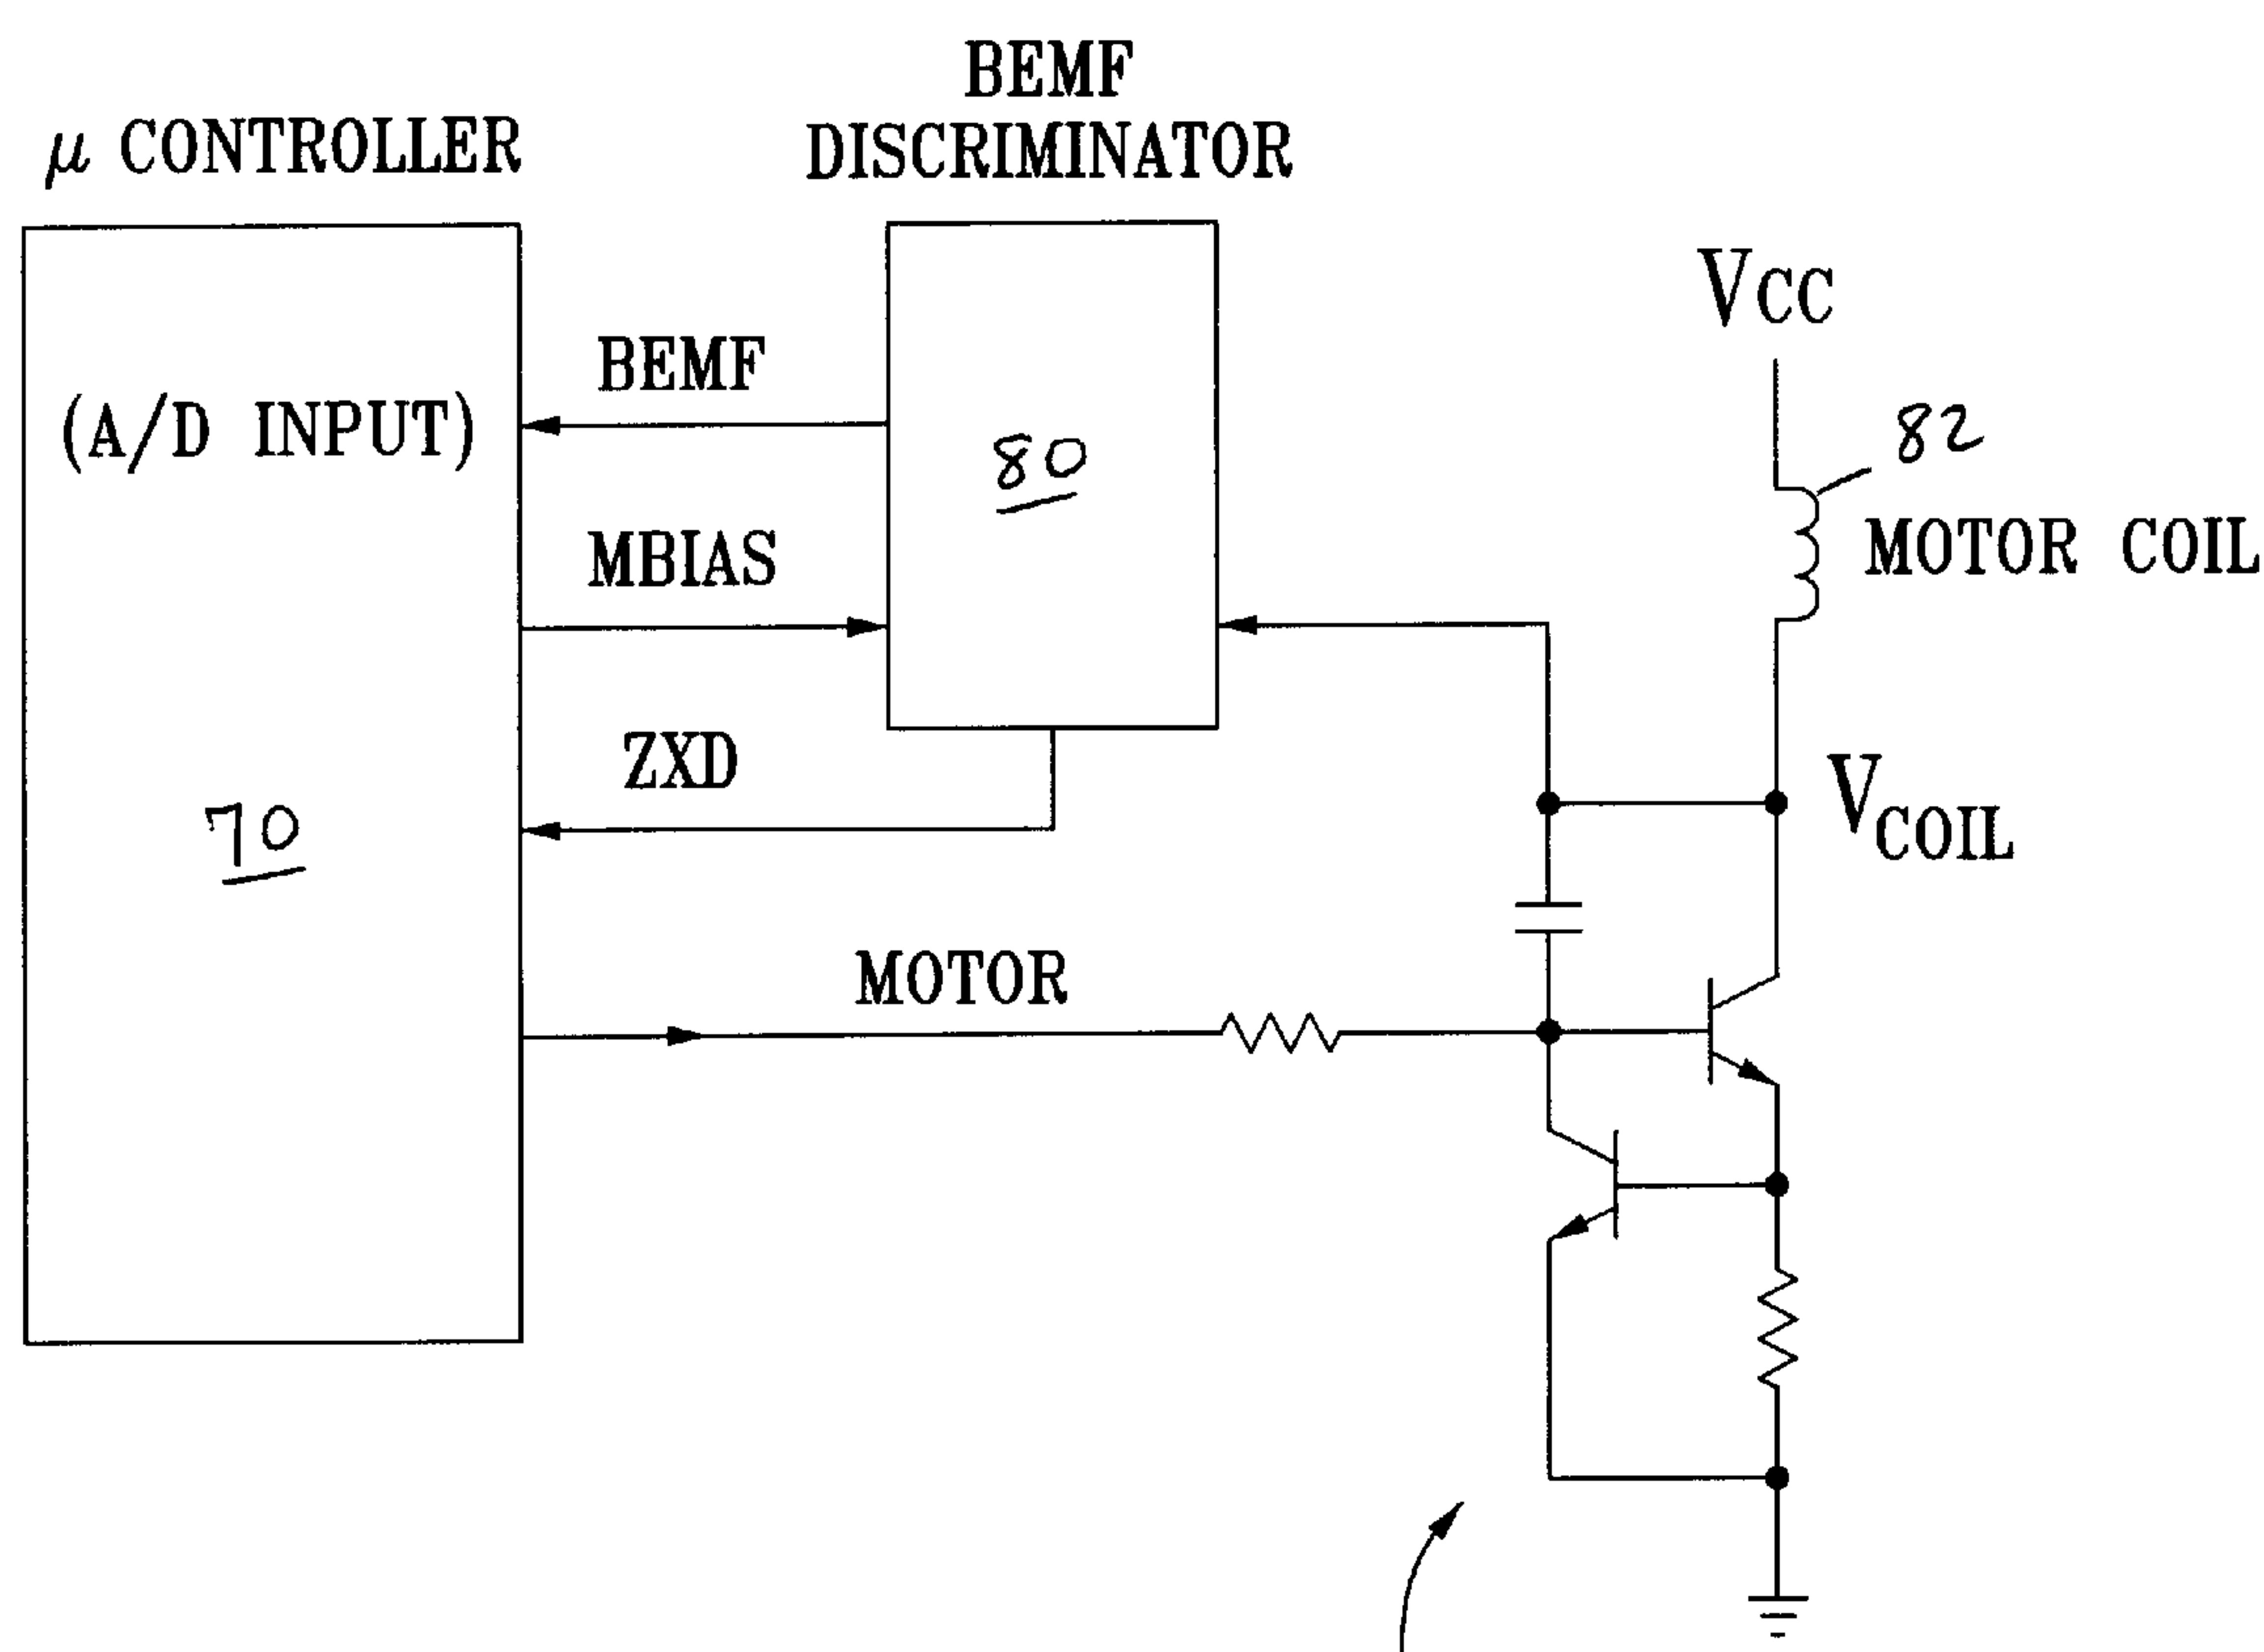 μ CONTROLLER
BEMF
DISCRIMINATOR
(A/D INPUT)
BEMF
80
Vcc
82
MOTOR COIL
MBIAS
ZXD
70
VCOIL
MOTOR